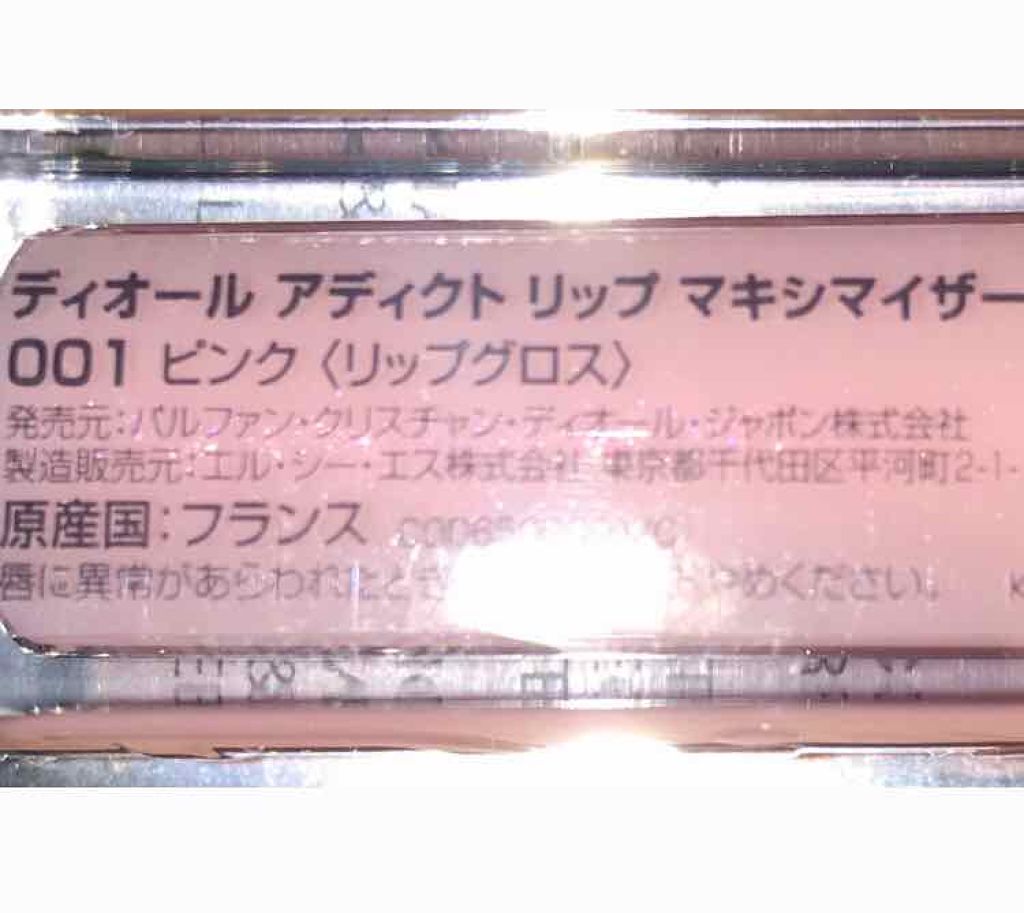 ディオール アディクト リップ マキシマイザー
001 ピンク〈リップグロス〉
発売元:パルファン・クリスチャン・ディオール・ジャポン株式会社
製造販売元:エル・シー・エス株式会社 東京都千代田区平河町2-1-
原産国:フランス
唇に異常があらわれたとき やめください。